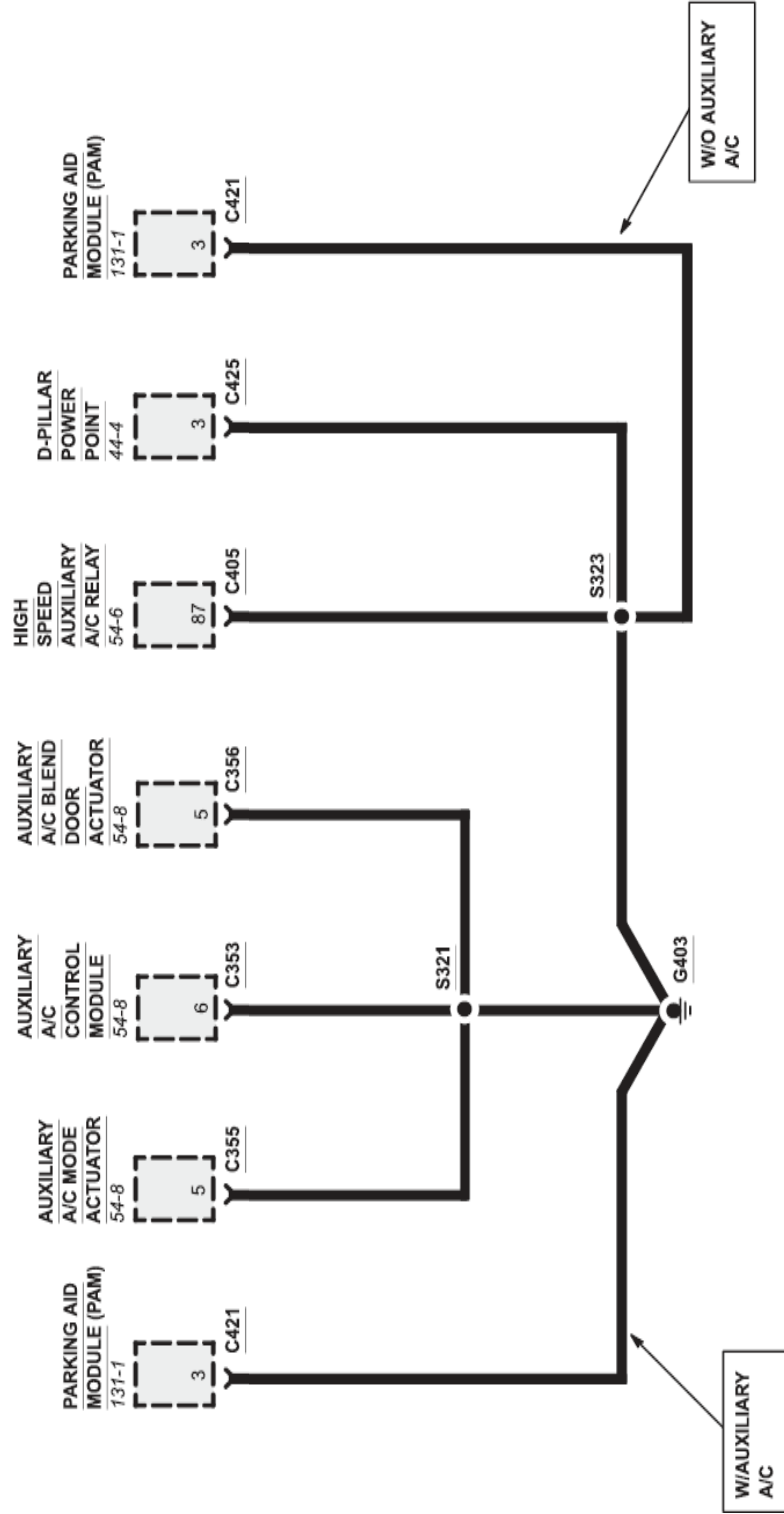 PARKING AID
MODULE (PAM)
131-1
3
C421
AUXILIARY
A/C MODE
ACTUATOR
54-8
5
C355
AUXILIARY
A/C
CONTROL
MODULE
54-8
6
C353
AUXILIARY
A/C BLEND
DOOR
ACTUATOR
54-8
5
C356
HIGH
SPEED
AUXILIARY
A/C RELAY
54-6
87
C405
D-PILLAR
POWER
POINT
44-4
3
C425
PARKING AID
MODULE (PAM)
131-1
3
C421
S321
S323
G403
W/AUXILIARY
A/C
W/O AUXILIARY
A/C